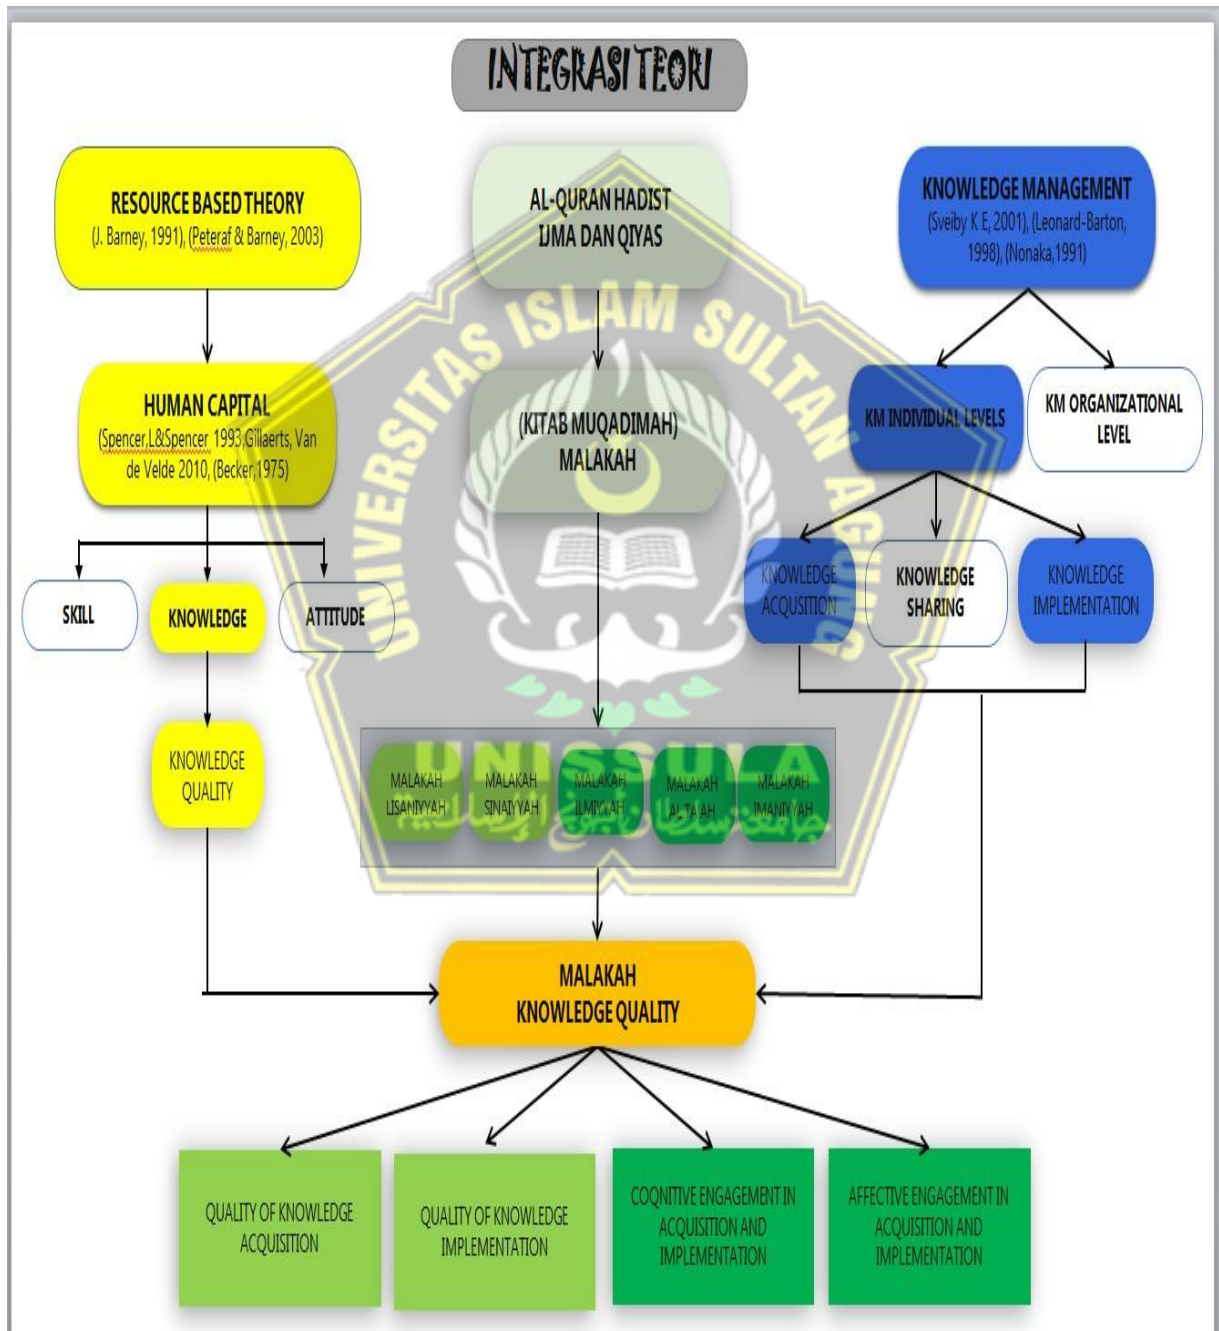 INTEGRASI TEORI
RESOURCE BASED THEORY
(J. Barney, 1991), (Peteraf & Barney, 2003)
AL-QURAN HADIST
IJMA DAN QIYAS
KNOWLEDGE MANAGEMENT
(Sveiby K E, 2001), (Leonard-Barton,
1998), (Nonaka,1991)
HUMAN CAPITAL
(Spencer,L&Spencer 1993,Gillaerts, Van
de Velde 2010, (Becker,1975)
(KITAB MUQADIMAH)
MALAKAH
KM INDIVIDUAL LEVELS
KM ORGANIZATIONAL
LEVEL
SKILL
KNOWLEDGE
ATTITUDE
KNOWLEDGE
ACQUSITION
KNOWLEDGE
SHARING
KNOWLEDGE
IMPLEMENTATION
KNOWLEDGE
QUALITY
MALAKAH
LISANIYYAH
MALAKAH
SINAIYYAH
MALAKAH
ILMIYYAH
MALAKAH
AL TA'AH
MALAKAH
IMANIYYAH
MALAKAH
KNOWLEDGE QUALITY
QUALITY OF KNOWLEDGE
ACQUISITION
QUALITY OF KNOWLEDGE
IMPLEMENTATION
COQNITIVE ENGAGEMENT IN
ACQUISITION AND
IMPLEMENTATION
AFFECTIVE ENGAGEMENT IN
ACQUISITION AND
IMPLEMENTATION
UNIVERSITAS ISLAM SULTAN AGUNG
UNISSULA
جامعة سلطان أجونج الإسلامية